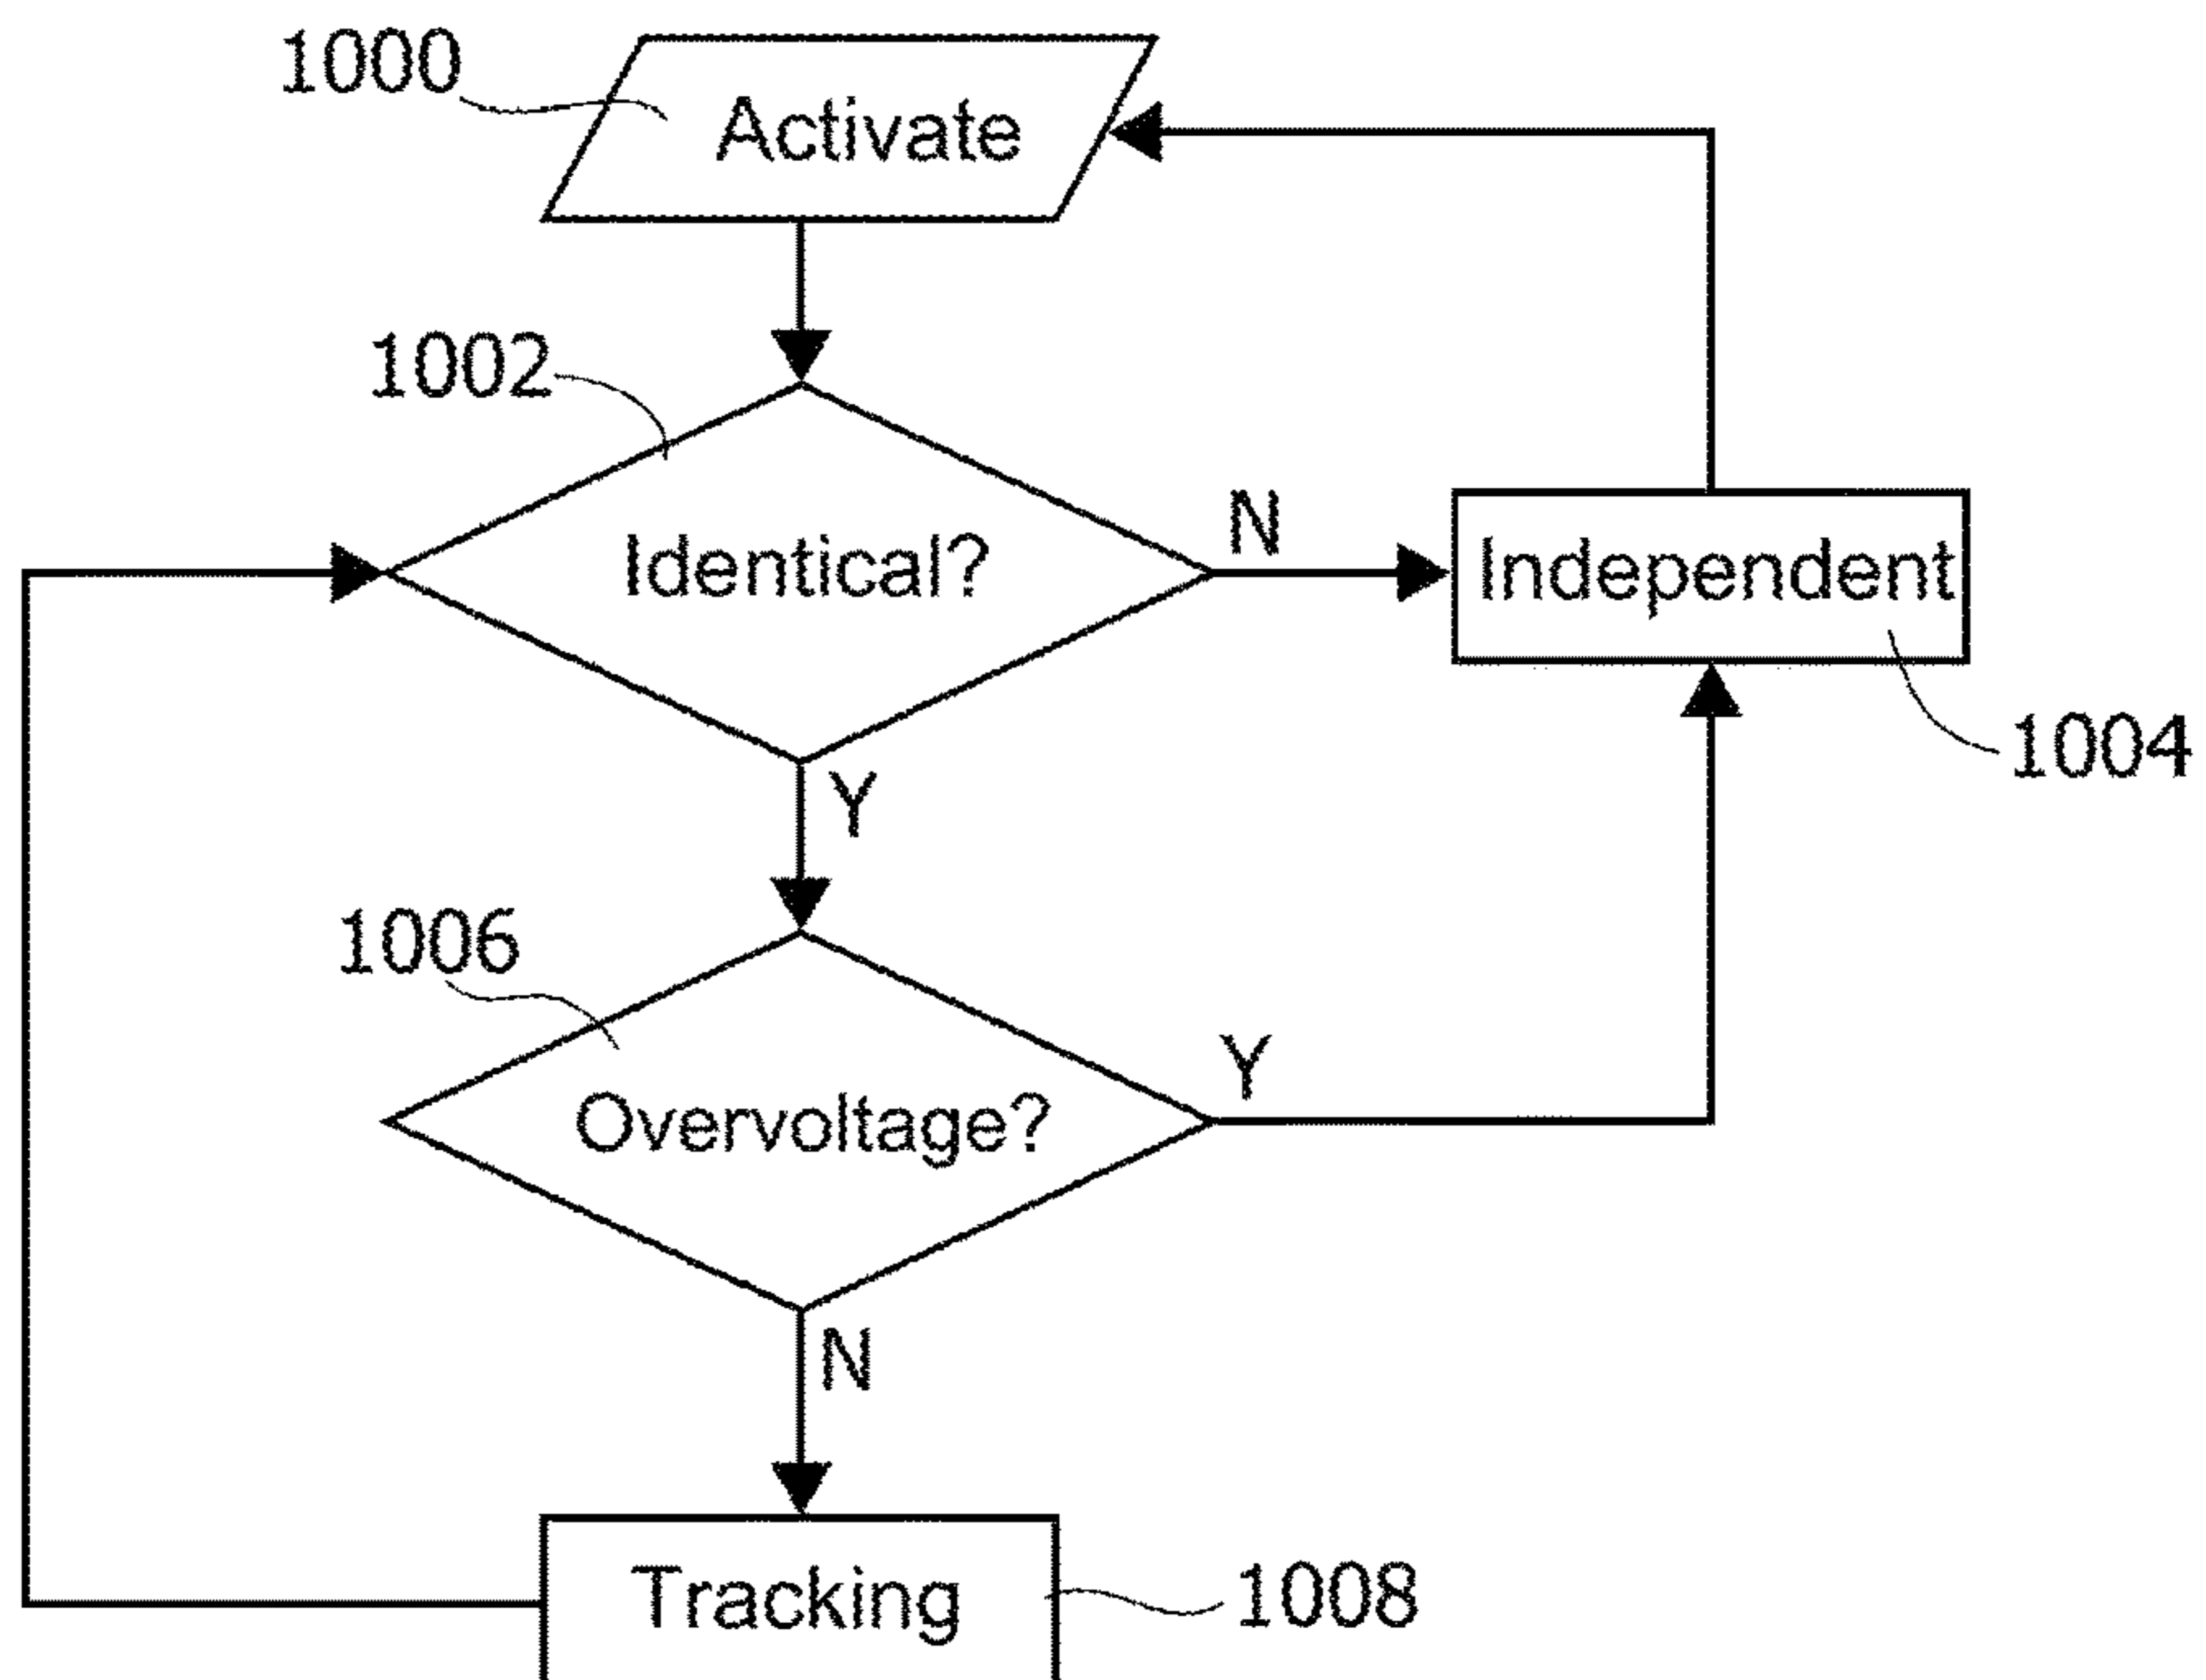 1000
Activate
1002
Identical?
N
Independent
1004
Y
1006
Overvoltage?
Y
N
Tracking
1008